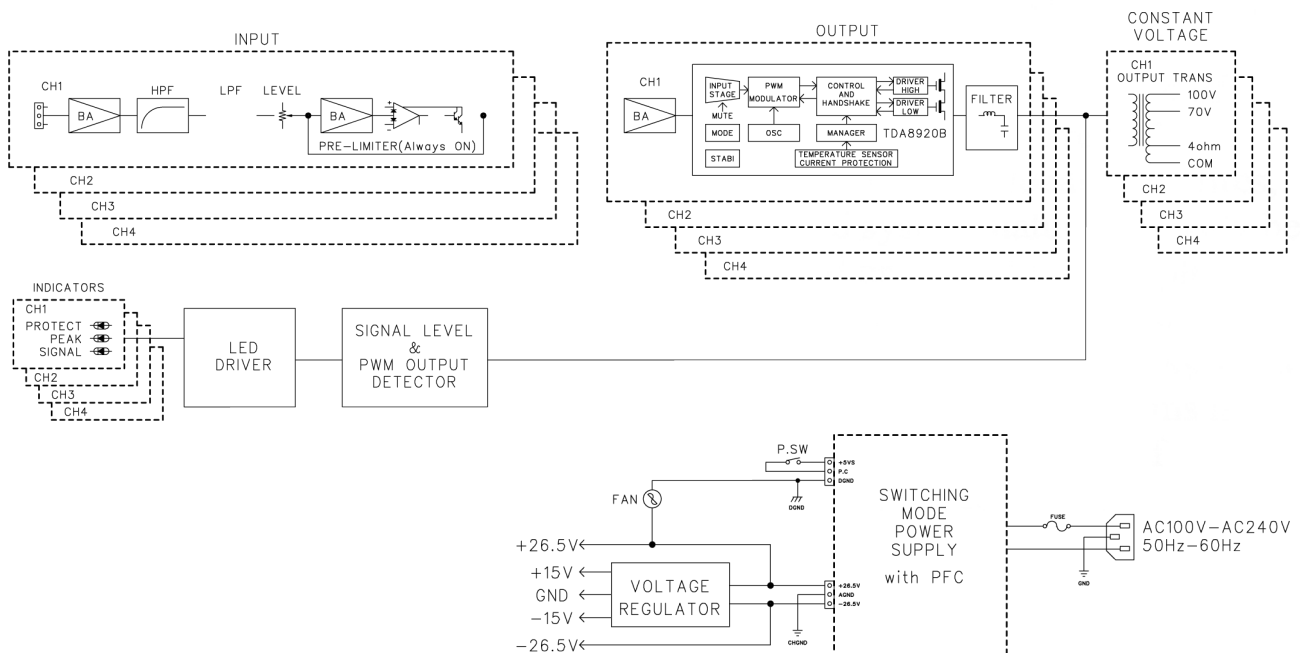 INPUT
CH1
BA
HPF
LPF
LEVEL
BA
PRE-LIMITER(Always ON)
CH2
CH3
CH4
OUTPUT
CH1
BA
INPUT
STAGE
MUTE
MODE
STABI
PWM
MODULATOR
OSC
CONTROL
AND
HANDSHAKE
MANAGER
DRIVER
HIGH
DRIVER
LOW
TDA8920B
TEMPERATURE SENSOR
CURRENT PROTECTION
FILTER
CH2
CH3
CH4
CONSTANT
VOLTAGE
CH1
OUTPUT TRANS
100V
70V
4ohm
COM
CH2
CH3
CH4
INDICATORS
CH1
PROTECT
PEAK
SIGNAL
CH2
CH3
CH4
LED
DRIVER
SIGNAL LEVEL
&
PWM OUTPUT
DETECTOR
P.SW
+5VS
P.C
DGND
DGND
FAN
+26.5V
+15V
GND
-15V
-26.5V
VOLTAGE
REGULATOR
+26.5V
AGND
-26.5V
CHGND
SWITCHING
MODE
POWER
SUPPLY
with PFC
FUSE
GND
AC100V-AC240V
50Hz-60Hz